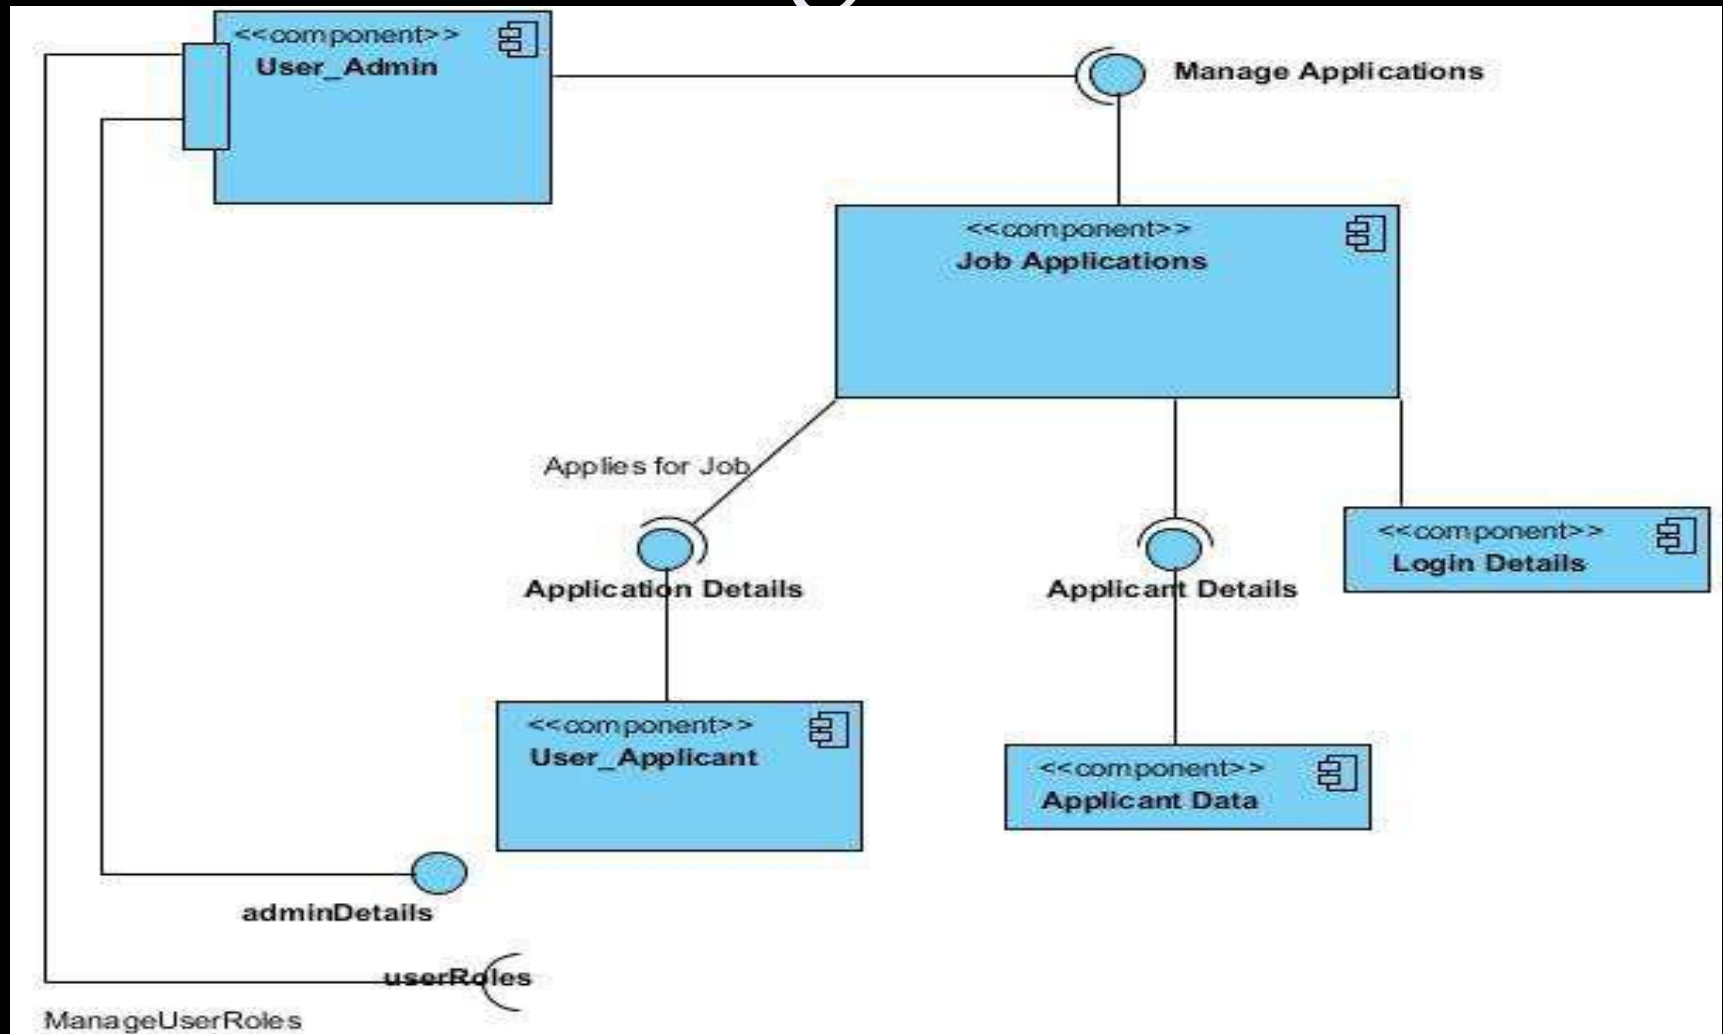 <<component>>
User_Admin
Manage Applications
<<component>>
Job Applications
Applies for Job
<<component>>
Login Details
Application Details
Applicant Details
<<component>>
User_Applicant
<<component>>
Applicant Data
adminDetails
userRoles
ManageUserRoles